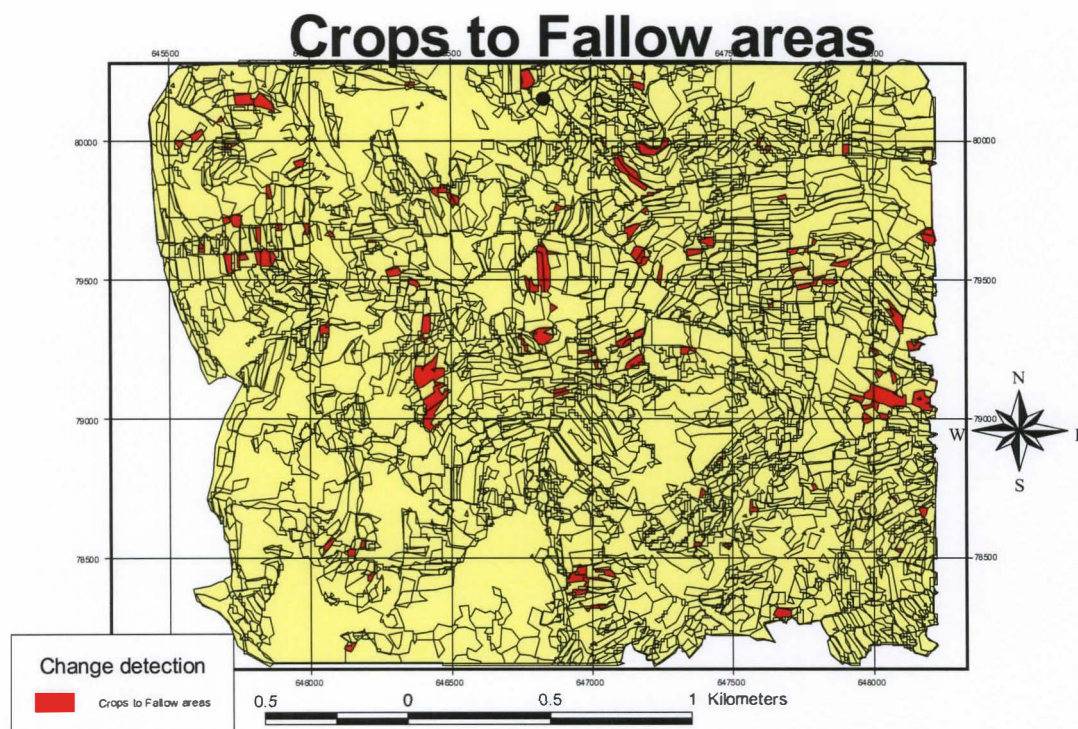 Crops to Fallow areas
645500
80000 80000
79500 79500
79000 79000
78500 78500
646000 646500 647000 647500 648000
N
W
S
Change detection
Crops to Fallow areas
0.5 0 0.5 1 Kilometers